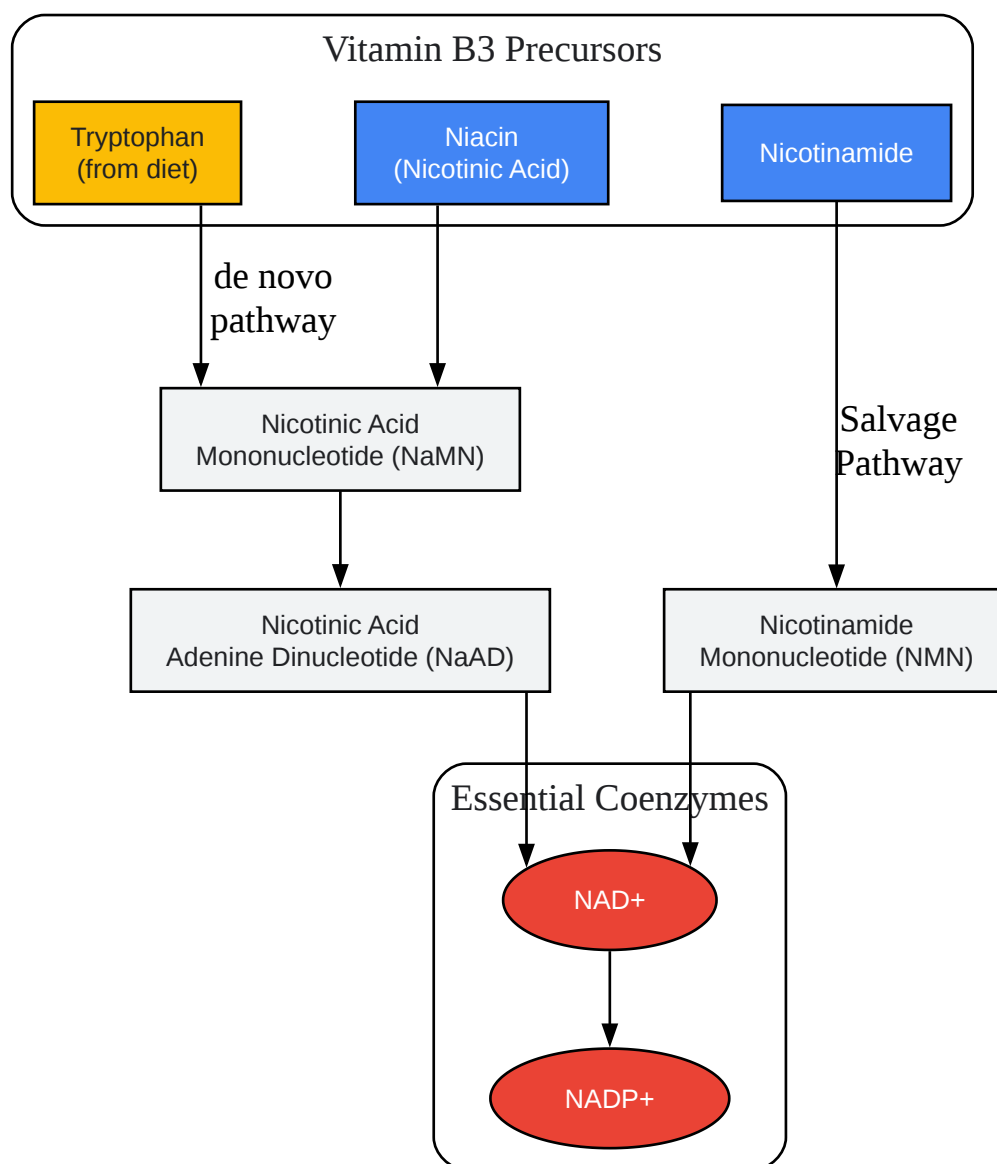 Vitamin B3 Precursors
Tryptophan
(from diet)
Niacin
(Nicotinic Acid)
Nicotinamide
de novo
pathway
Nicotinic Acid
Mononucleotide (NaMN)
Salvage
Pathway
Nicotinic Acid
Adenine Dinucleotide (NaAD)
Nicotinamide
Mononucleotide (NMN)
Essential Coenzymes
NAD+
NADP+